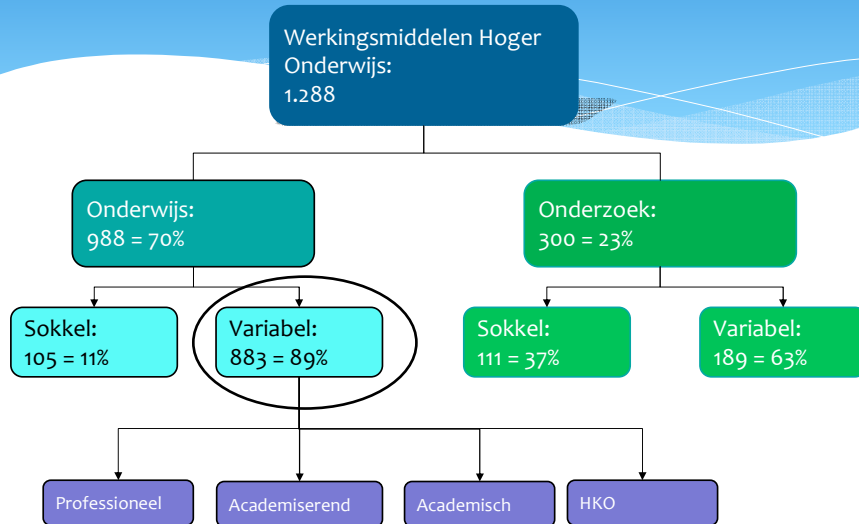 Werkingsmiddelen Hoger
Onderwijs:
1.288
Onderwijs:
988 = 70%
Onderzoek:
300 = 23%
Sokkel:
105 = 11%
Variabel:
883 = 89%
Sokkel:
111 = 37%
Variabel:
189 = 63%
Professioneel
Academiserend
Academisch
HKO